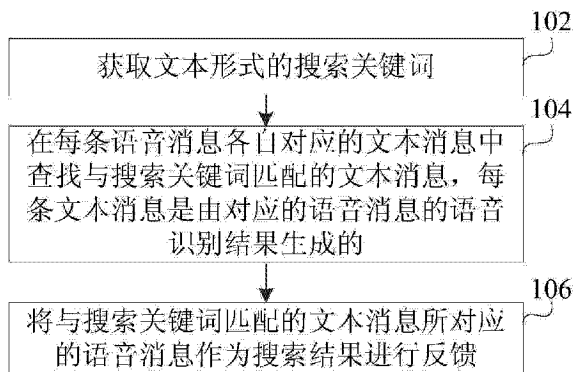 102
获取文本形式的搜索关键词
104
在每条语音消息各自对应的文本消息中
查找与搜索关键词匹配的文本消息，每
条文本消息是由对应的语音消息的语音
识别结果生成的
106
将与搜索关键词匹配的文本消息所对应
的语音消息作为搜索结果进行反馈